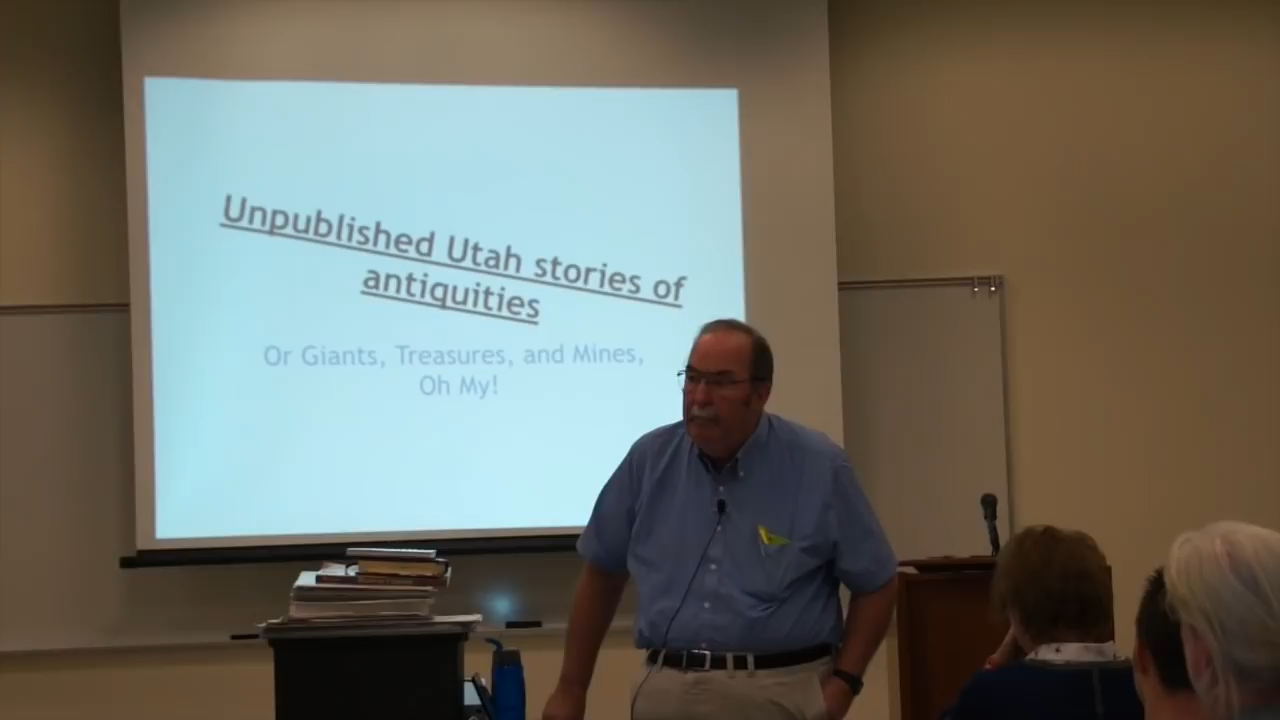 Unpublished Utah stories of
antiquities
Or Giants, Treasures, and Mines,
Oh My!